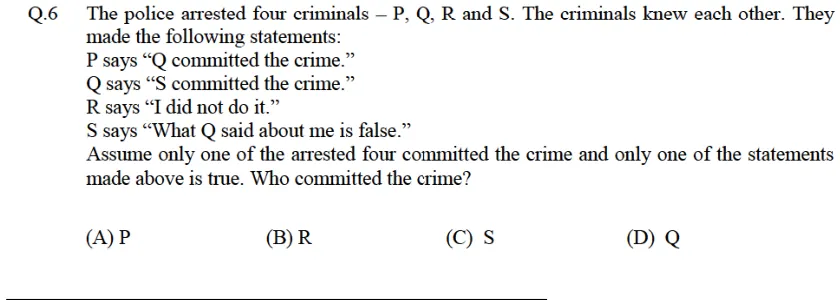 Q.6 The police arrested four criminals – P, Q, R and S. The criminals knew each other. They
made the following statements:
P says “Q committed the crime.”
Q says “S committed the crime.”
R says “I did not do it.”
S says “What Q said about me is false.”
Assume only one of the arrested four committed the crime and only one of the statements
made above is true. Who committed the crime?
(A) P (B) R (C) S (D) Q